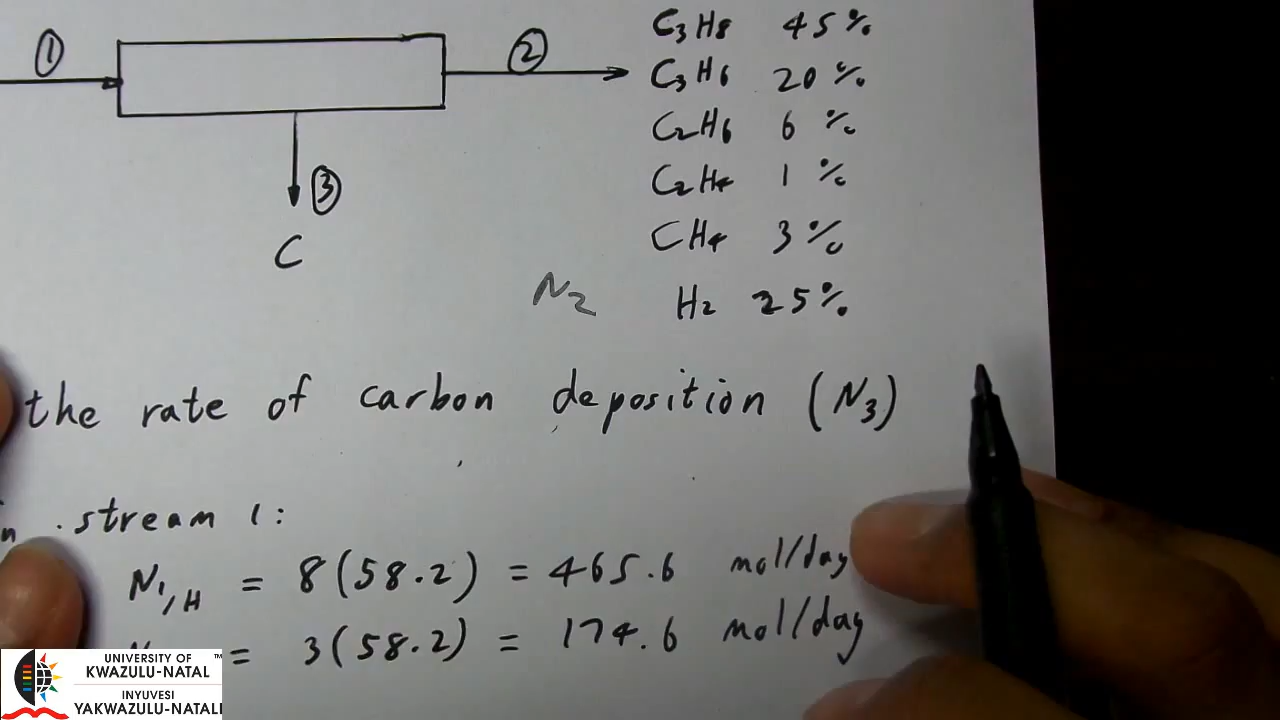 ① ② C3H8 45%
C3H6 20%
C2H6 6%
C2H4 1%
③ CH4 3%
C
N2 H2 25%
the rate of carbon deposition (N3)
stream 1:
N1,H = 8(58.2) = 465.6 mol/day
= 3(58.2) = 174.6 mol/day
UNIVERSITY OF ™
KWAZULU-NATAL
INYUVESI
YAKWAZULU-NATALI